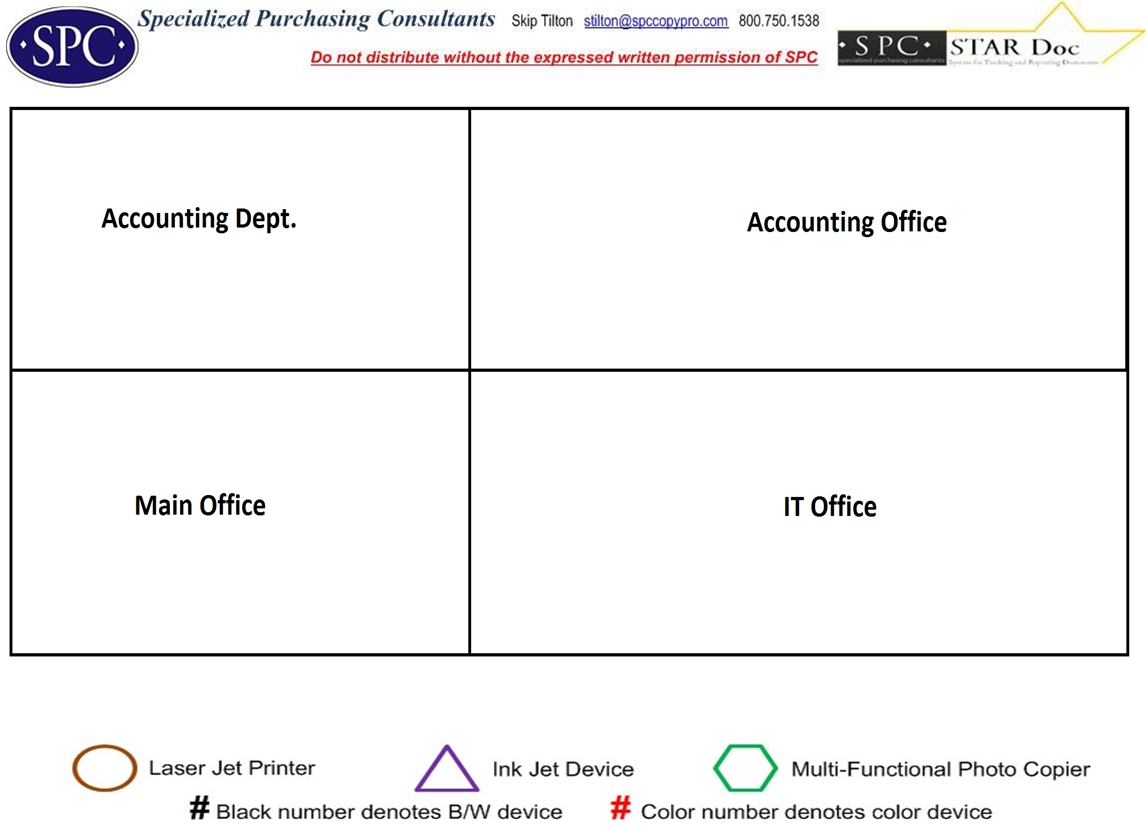 SPC
Specialized Purchasing Consultants Skip Tilton stilton@spccopypro.com 800.750.1538
Do not distribute without the expressed written permission of SPC
SPC STAR Doc
specialized purchasing consultants System for Tracking and Reporting Documents
Accounting Dept.
Accounting Office
Main Office
IT Office
Laser Jet Printer
Ink Jet Device
Multi-Functional Photo Copier
# Black number denotes B/W device
# Color number denotes color device